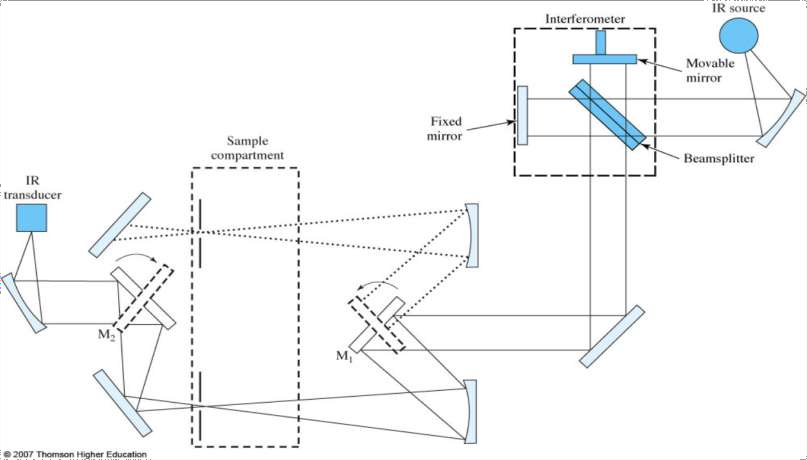 IR source
Interferometer
Movable
mirror
Fixed
mirror
Beamsplitter
Sample
compartment
IR
transducer
M2
M1
© 2007 Thomson Higher Education